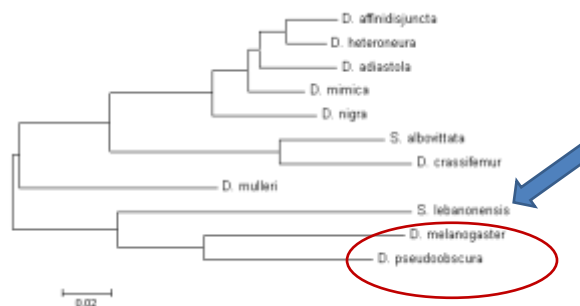 D. affinidisjuncta
D. heteroneura
D. adiastola
D. mimica
D. nigra
S. albovittata
D. crassifemur
D. mulleri
S. lebanonensis
D. melanogaster
D. pseudoobscura
0.02